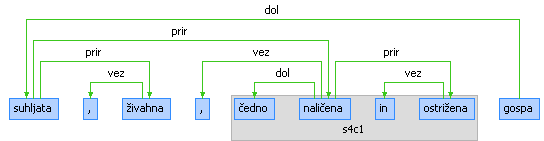 dol
prir
vez
prir
vez
dol
prir
vez
suhljata , živahna , čedno naličena in ostrižena gospa
s4c1